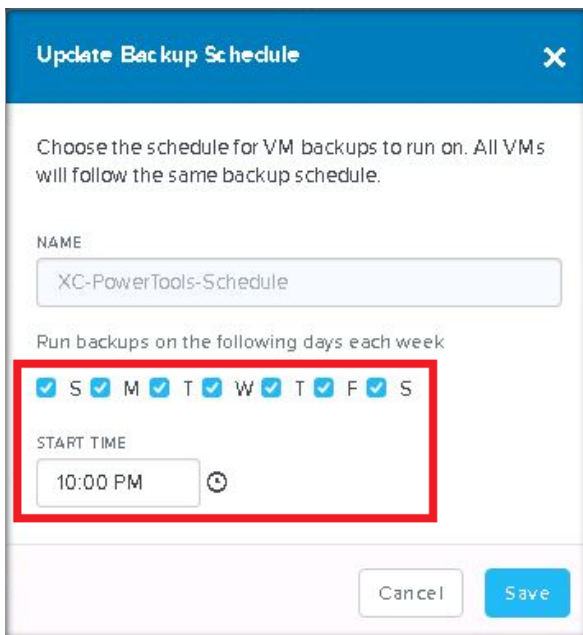 Update Backup Schedule
Choose the schedule for VM backups to run on. All VMs
will follow the same backup schedule.
NAME
XC-PowerTools-Schedule
Run backups on the following days each week
S M T W T F S
START TIME
10:00 PM
Cancel Save